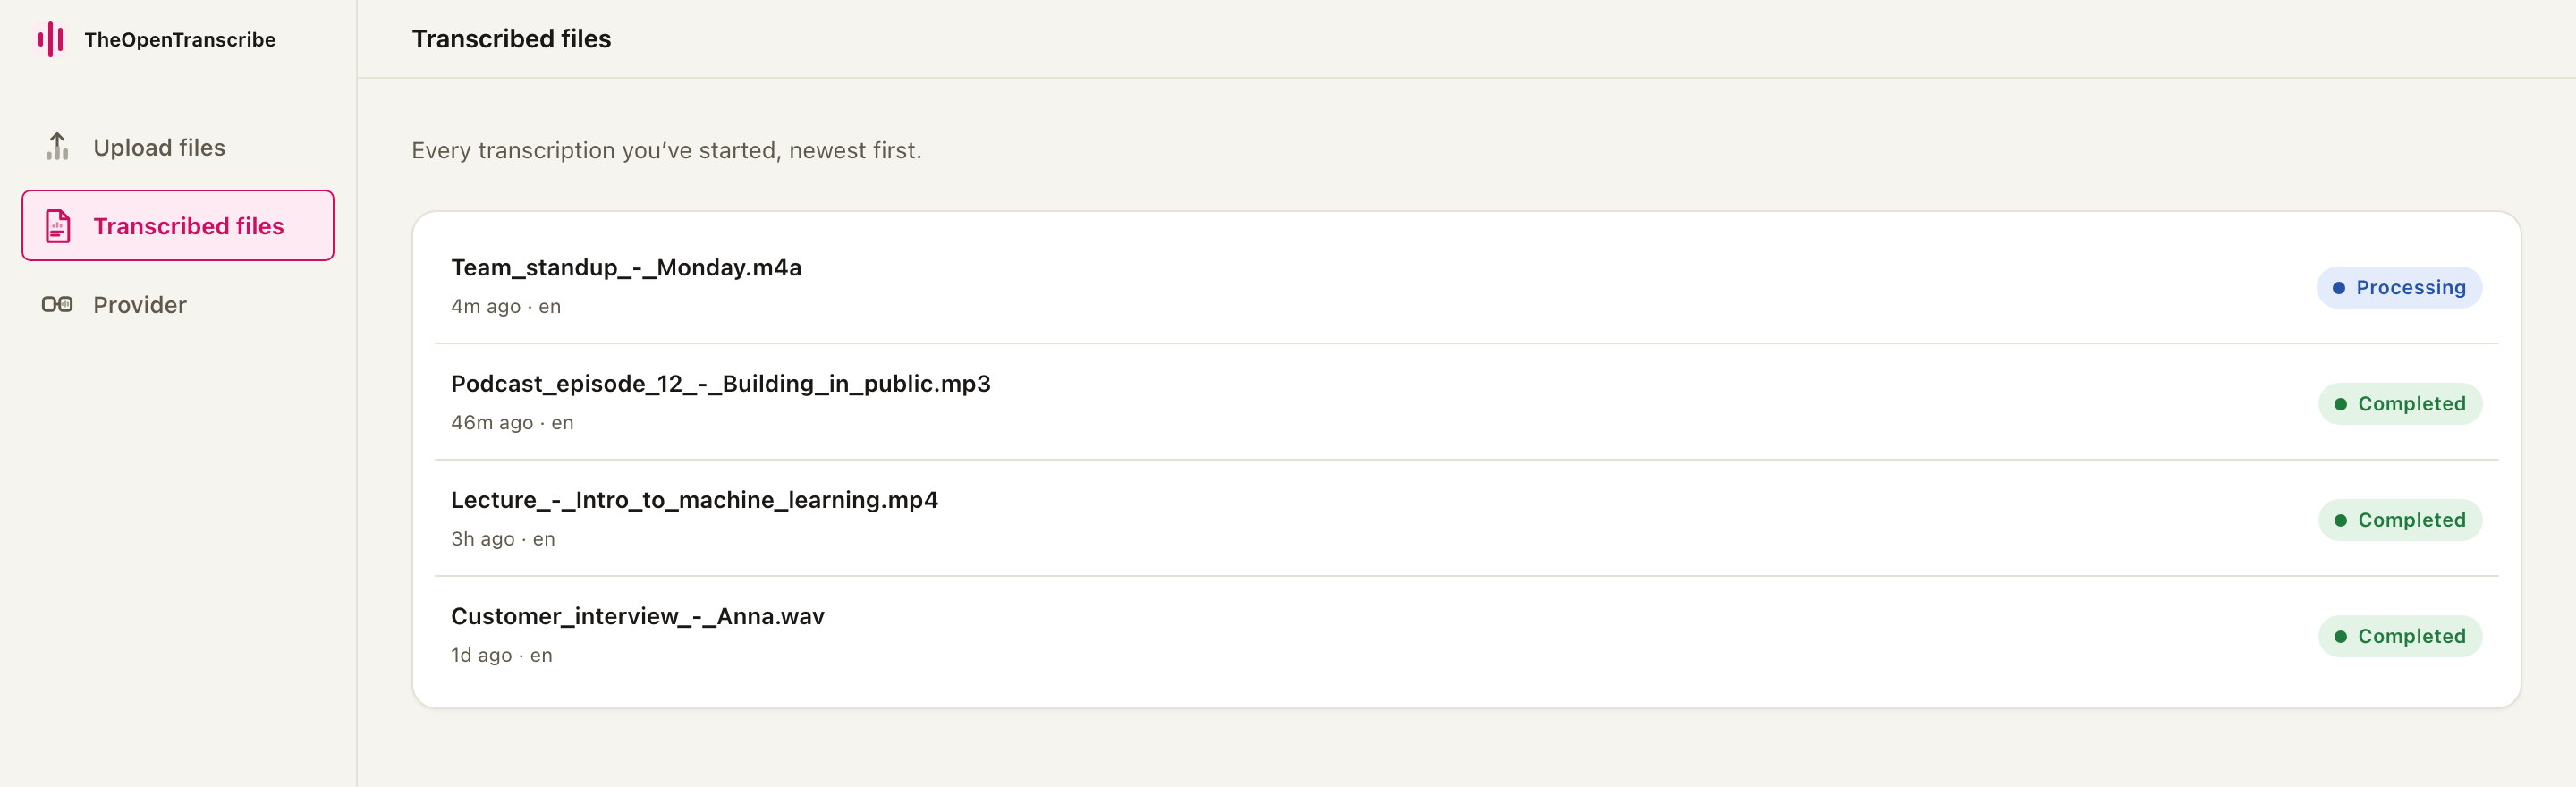 TheOpenTranscribe
Upload files
Transcribed files
Provider
Transcribed files
Every transcription you’ve started, newest first.
Team_standup_-_Monday.m4a
4m ago · en
Processing
Podcast_episode_12_-_Building_in_public.mp3
46m ago · en
Completed
Lecture_-_Intro_to_machine_learning.mp4
3h ago · en
Completed
Customer_interview_-_Anna.wav
1d ago · en
Completed